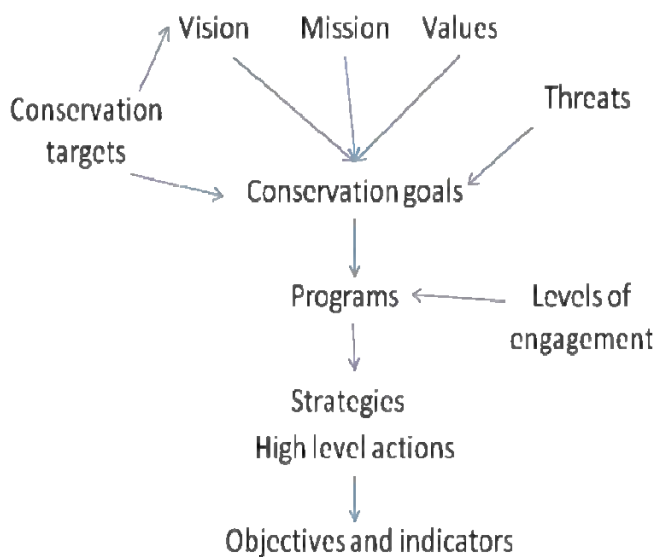 Vision Mission Values
Conservation
targets
Threats
Conservation goals
Programs
Levels of
engagement
Strategies
High level actions
Objectives and indicators